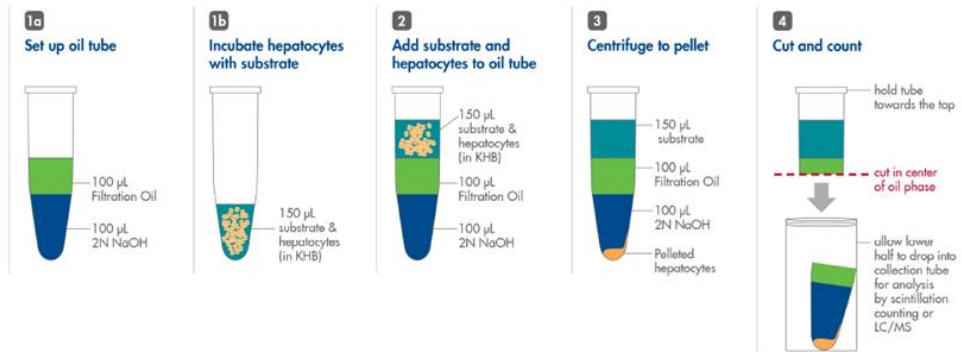 1a
Set up oil tube
100 µL
Filtration Oil
100 µL
2N NaOH
1b
Incubate hepatocytes
with substrate
150 µL
substrate &
hepatocytes
(in KHB)
2
Add substrate and
hepatocytes to oil tube
150 µL
substrate &
hepatocytes
(in KHB)
100 µL
Filtration Oil
100 µL
2N NaOH
3
Centrifuge to pellet
150 µL
substrate
100 µL
Filtration Oil
100 µL
2N NaOH
Pelleted
hepatocytes
4
Cut and count
hold tube
towards the top
cut in center
of oil phase
allow lower
half to drop into
collection tube
for analysis
by scintillation
counting or
LC/MS